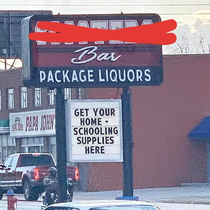 Bar
PACKAGE LIQUORS
GET YOUR
HOME -
SCHOOLING
SUPPLIES
HERE
PAPA JOHN'S